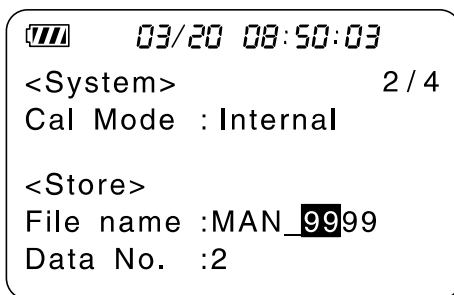 03/20 08:50:03
<System> 2/4
Cal Mode : Internal
<Store>
File name :MAN_9999
Data No. :2